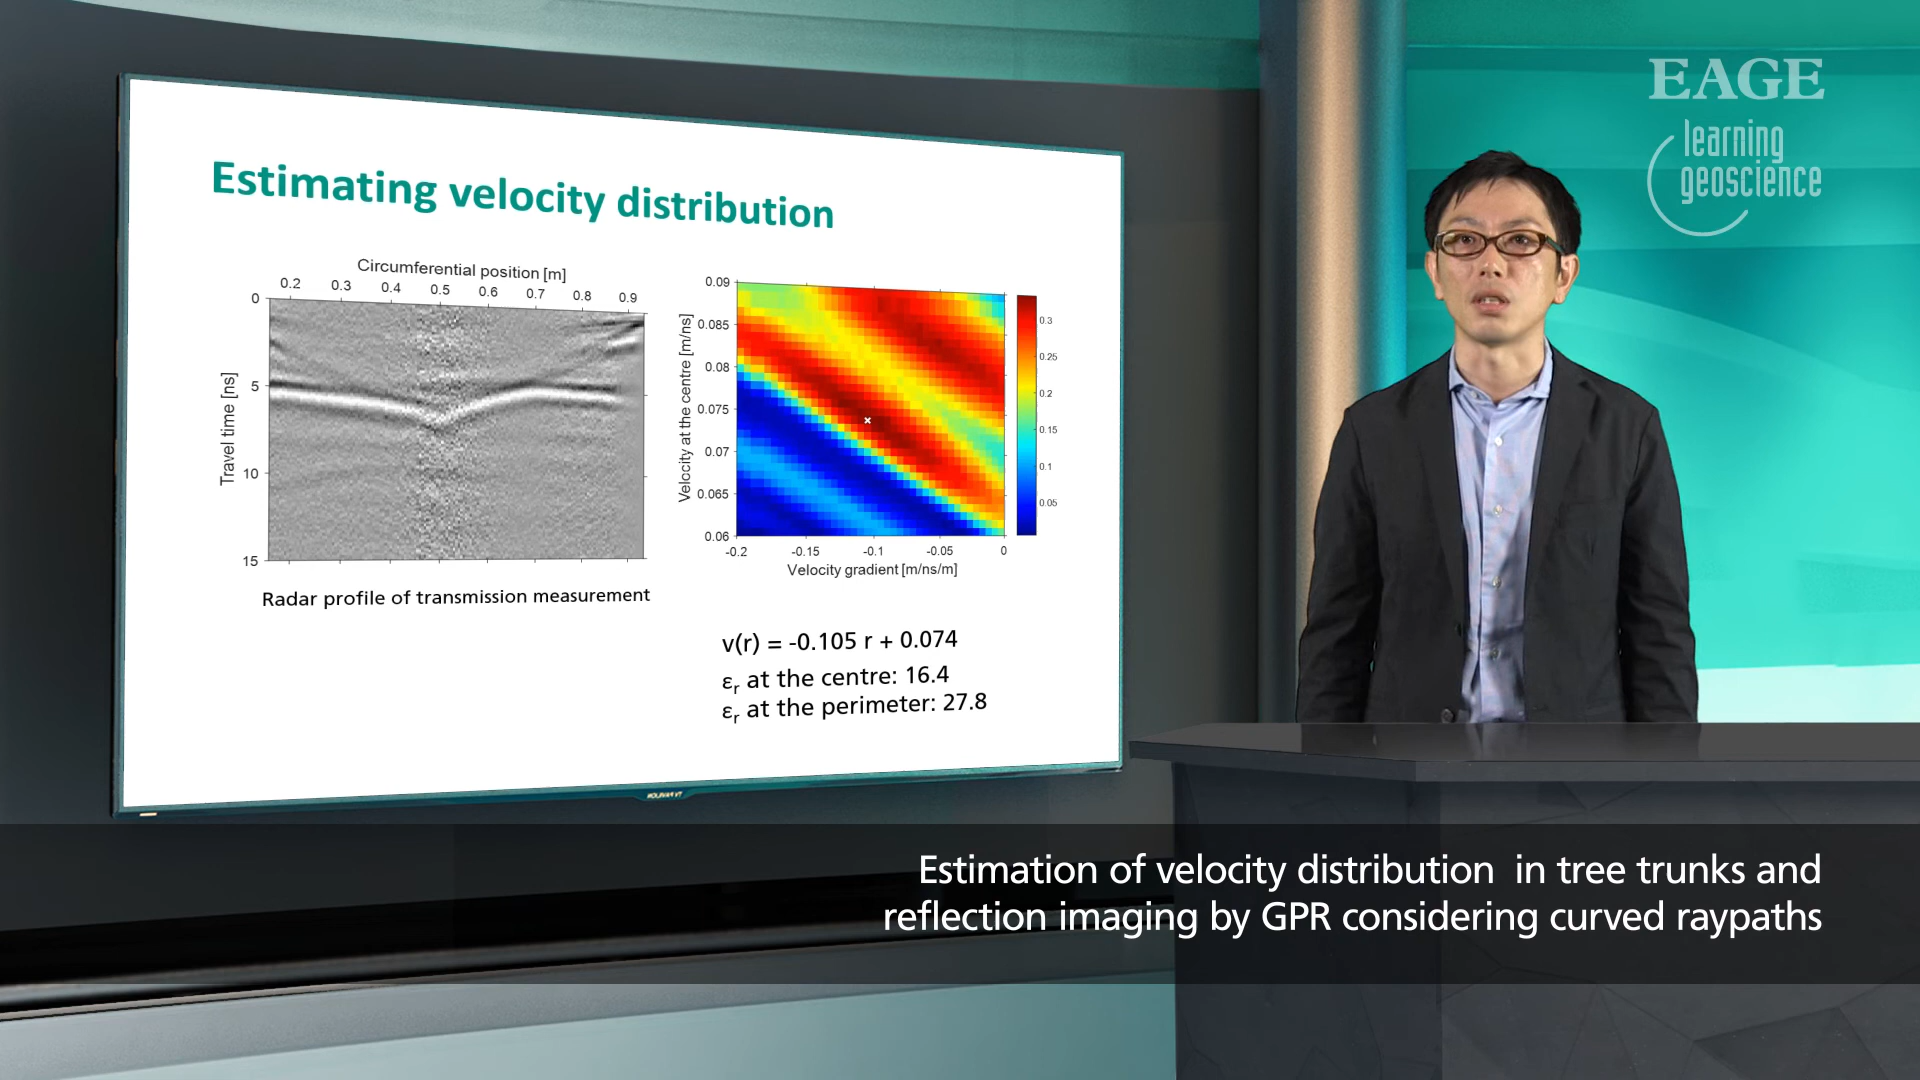 EAGE
learning
geoscience
Estimating velocity distribution
Circumferential position [m]
0.2 0.3 0.4 0.5 0.6 0.7 0.8 0.9
0
5
10
15
Travel time [ns]
Radar profile of transmission measurement
0.09
0.085
0.08
0.075
0.07
0.065
0.06
Velocity at the centre [m/ns]
-0.2 -0.15 -0.1 -0.05 0
Velocity gradient [m/ns/m]
0.3
0.25
0.2
0.15
0.1
0.05
v(r) = -0.105 r + 0.074
εr at the centre: 16.4
εr at the perimeter: 27.8
Estimation of velocity distribution in tree trunks and
reflection imaging by GPR considering curved raypaths